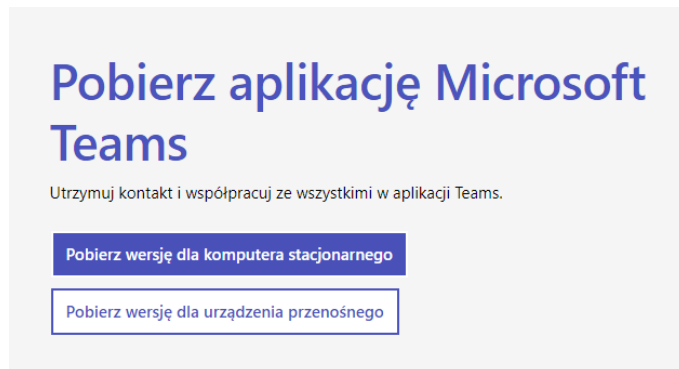 Pobierz aplikację Microsoft
Teams
Utrzymuj kontakt i współpracuj ze wszystkimi w aplikacji Teams.
Pobierz wersję dla komputera stacjonarnego
Pobierz wersję dla urządzenia przenośnego